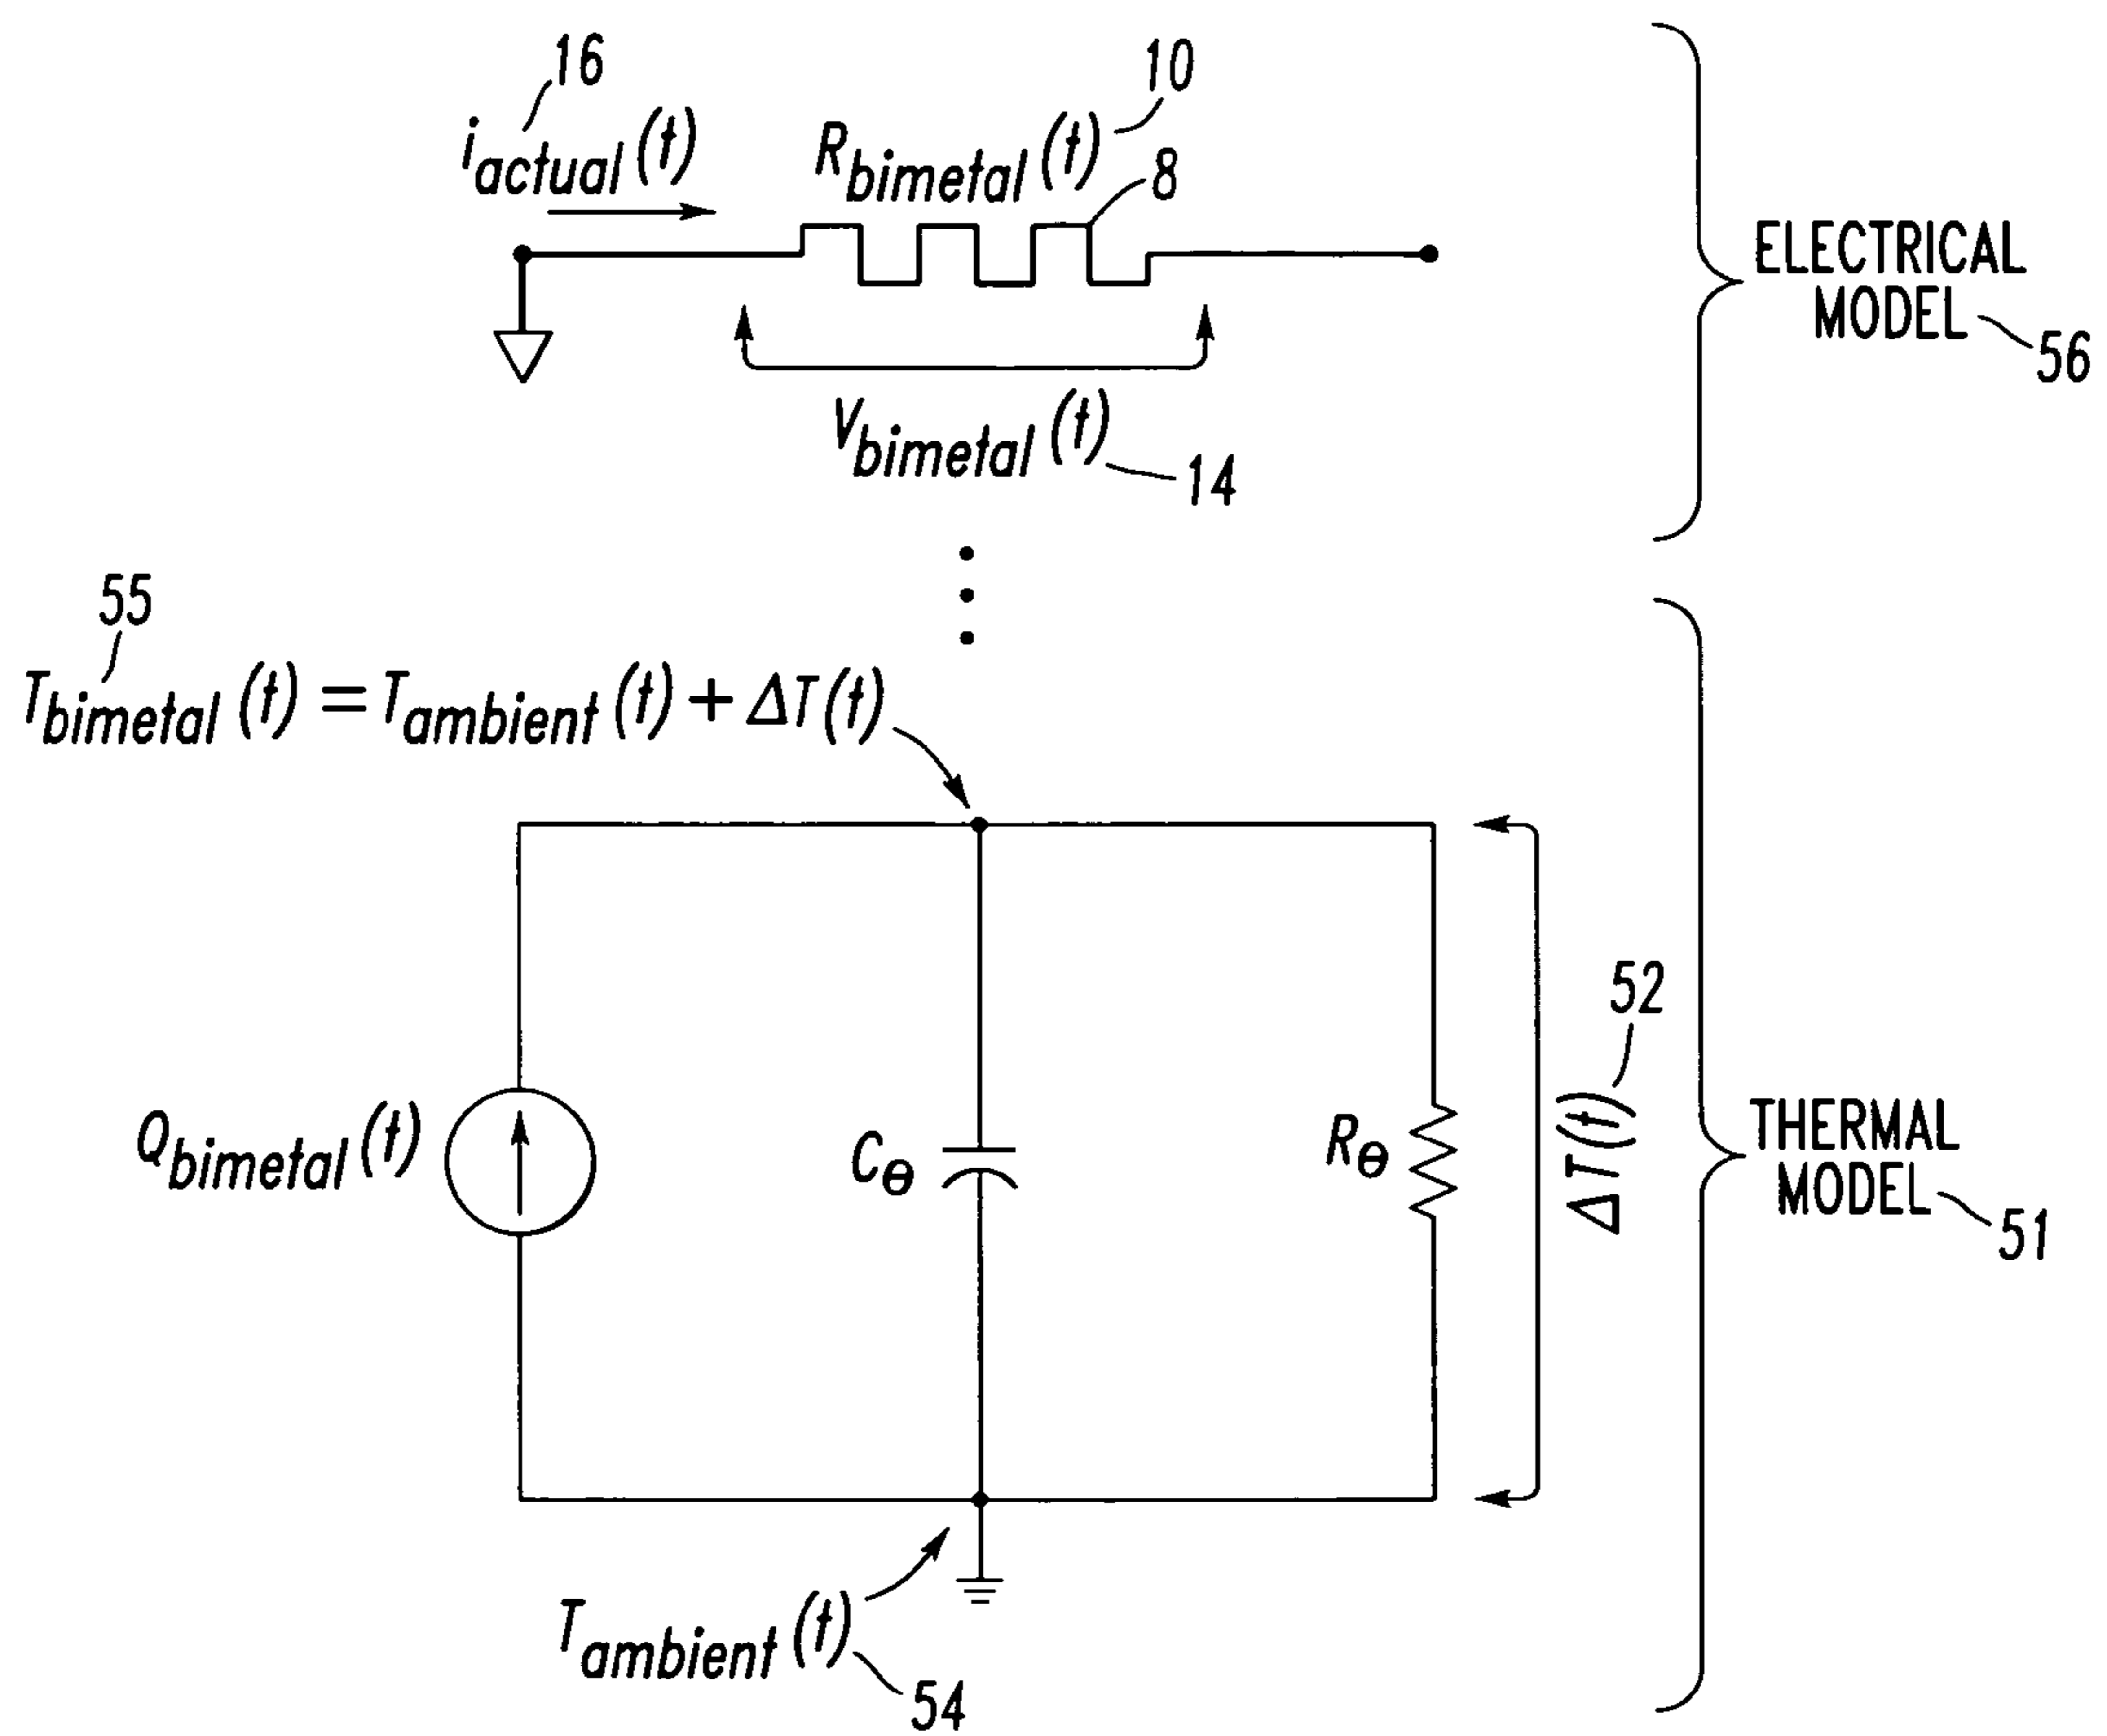 16
i_actual(t)
10
R_bimetal(t)
8
V_bimetal(t)
14
ELECTRICAL
MODEL
56
55
T_bimetal(t) = T_ambient(t) + ΔT(t)
Q_bimetal(t)
C_θ
R_θ
ΔT(t)
52
THERMAL
MODEL
51
T_ambient(t)
54